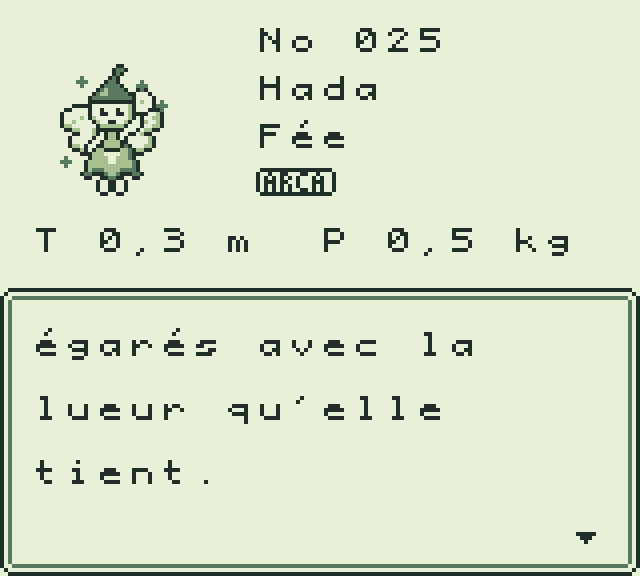 No 025
Hada
Fée
ARCA
T 0,3 m P 0,5 kg
égarés avec la
lueur qu'elle
tient.